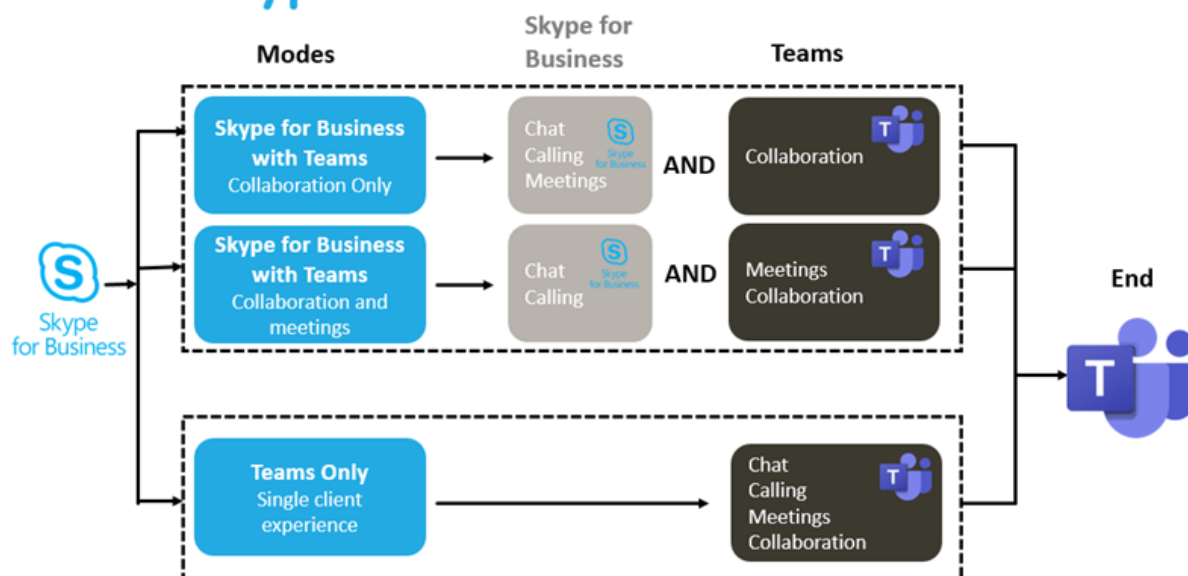 Skype for
Business
Modes
Teams
Skype for Business
with Teams
Collaboration Only
Chat
Calling
Meetings
S
Skype
for Business
AND
Collaboration
T
Skype for Business
with Teams
Collaboration and
meetings
Chat
Calling
S
Skype
for Business
AND
Meetings
Collaboration
T
S
Skype
for Business
End
T
Teams Only
Single client
experience
Chat
Calling
Meetings
Collaboration
T